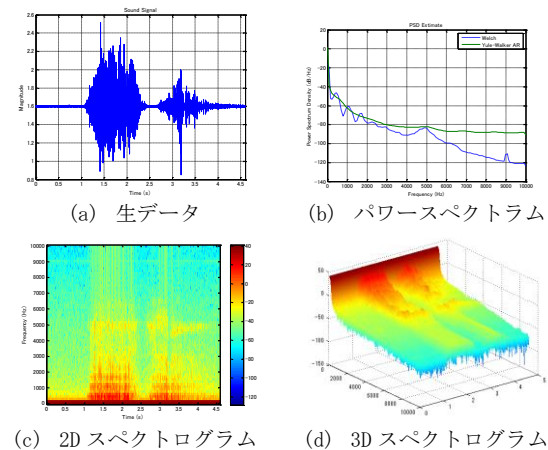 Sound Signal
Magnitude
2.6
2.4
2.2
2
1.8
1.6
1.4
1.2
1
0.8
0 0.5 1 1.5 2 2.5 3 3.5 4 4.5
Time (s)
(a) 生データ
PSD Estimate
Welch
Yule-Walker AR
Power Spectrum Density (dB/Hz)
20
0
-20
-40
-60
-80
-100
-120
-140
0 1000 2000 3000 4000 5000 6000 7000 8000 9000 10000
Frequency (Hz)
(b) パワースペクトラム
Frequency (Hz)
10000
9000
8000
7000
6000
5000
4000
3000
2000
1000
0
0 0.5 1 1.5 2 2.5 3 3.5 4 4.5
Time (s)
40
20
0
-20
-40
-60
-80
-100
-120
(c) 2Dスペクトログラム
50
0
-50
-100
-150
0
2000
4000
6000
8000
10000
0 1 2 3 4 5
(d) 3Dスペクトログラム